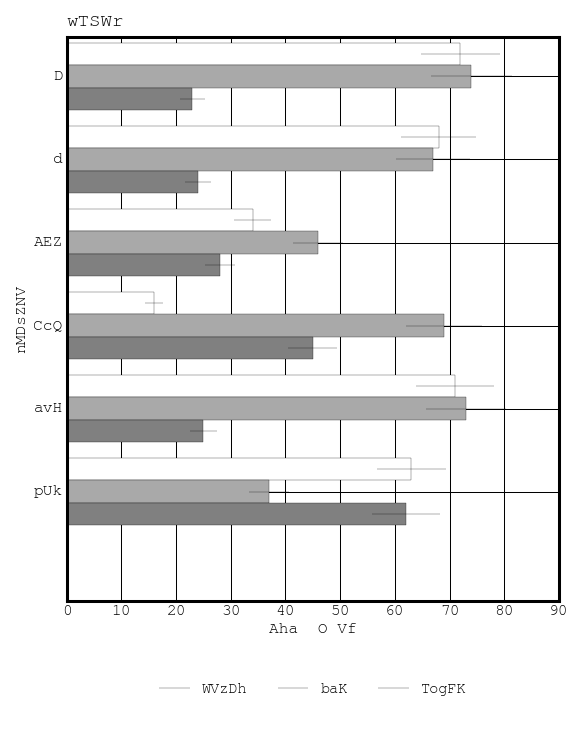 wTSWr
D
d
AEZ
CcQ
avH
pUk
nMDsZNV
0 10 20 30 40 50 60 70 80 90
Aha  O Vf
WVzDh baK TogFK